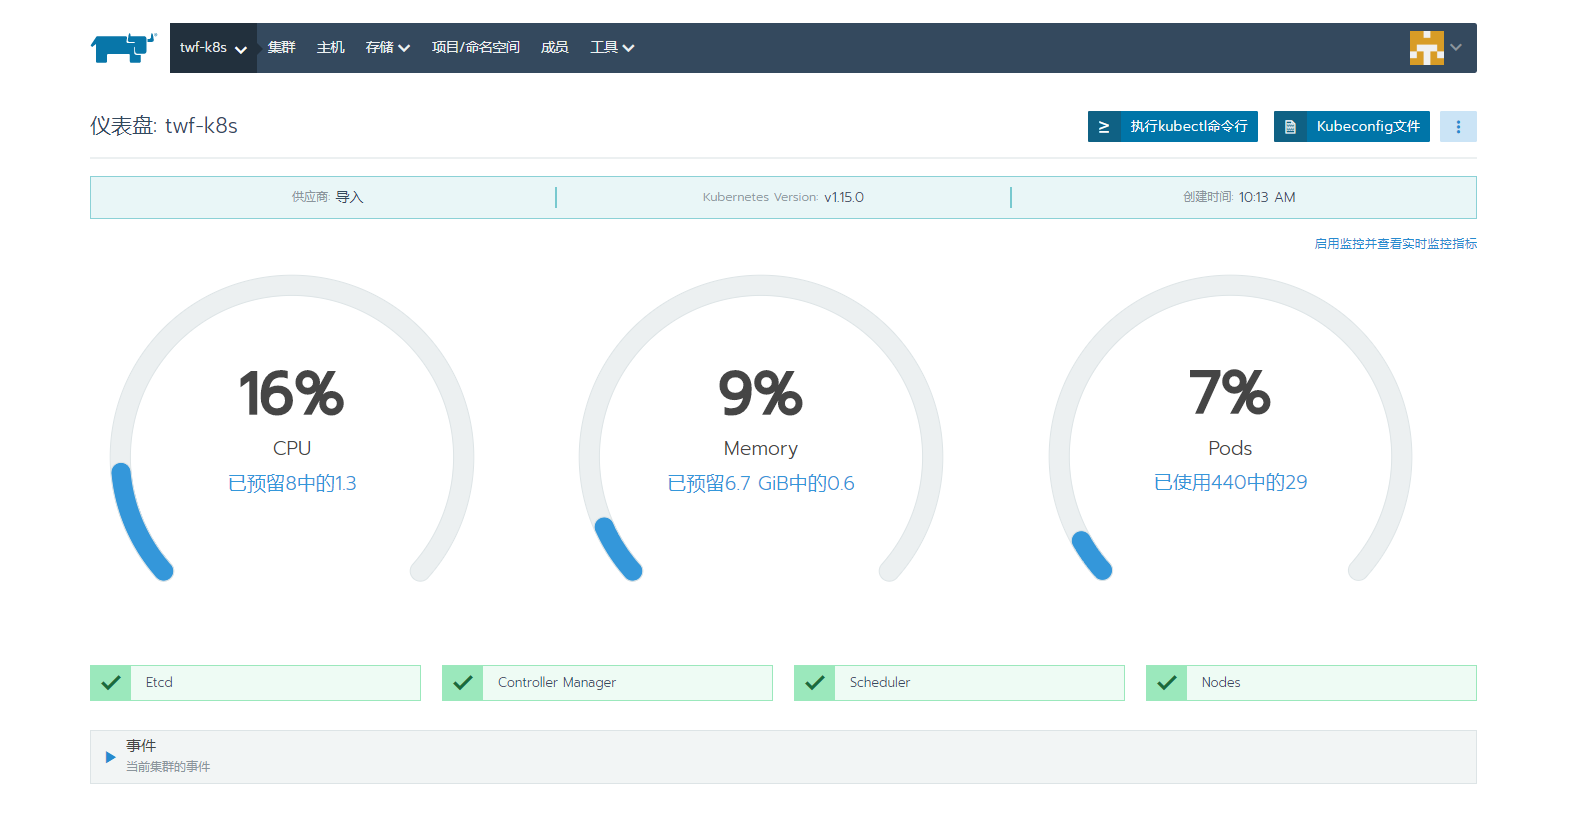 twf-k8s 集群 主机 存储 项目/命名空间 成员 工具
仪表盘: twf-k8s
执行kubectl命令行 Kubeconfig文件
供应商: 导入 Kubernetes Version: v1.15.0 创建时间: 10:13 AM
启用监控并查看实时监控指标
16% 9% 7%
CPU Memory Pods
已预留8中的1.3 已预留6.7 GiB中的0.6 已使用440中的29
Etcd Controller Manager Scheduler Nodes
事件
当前集群的事件